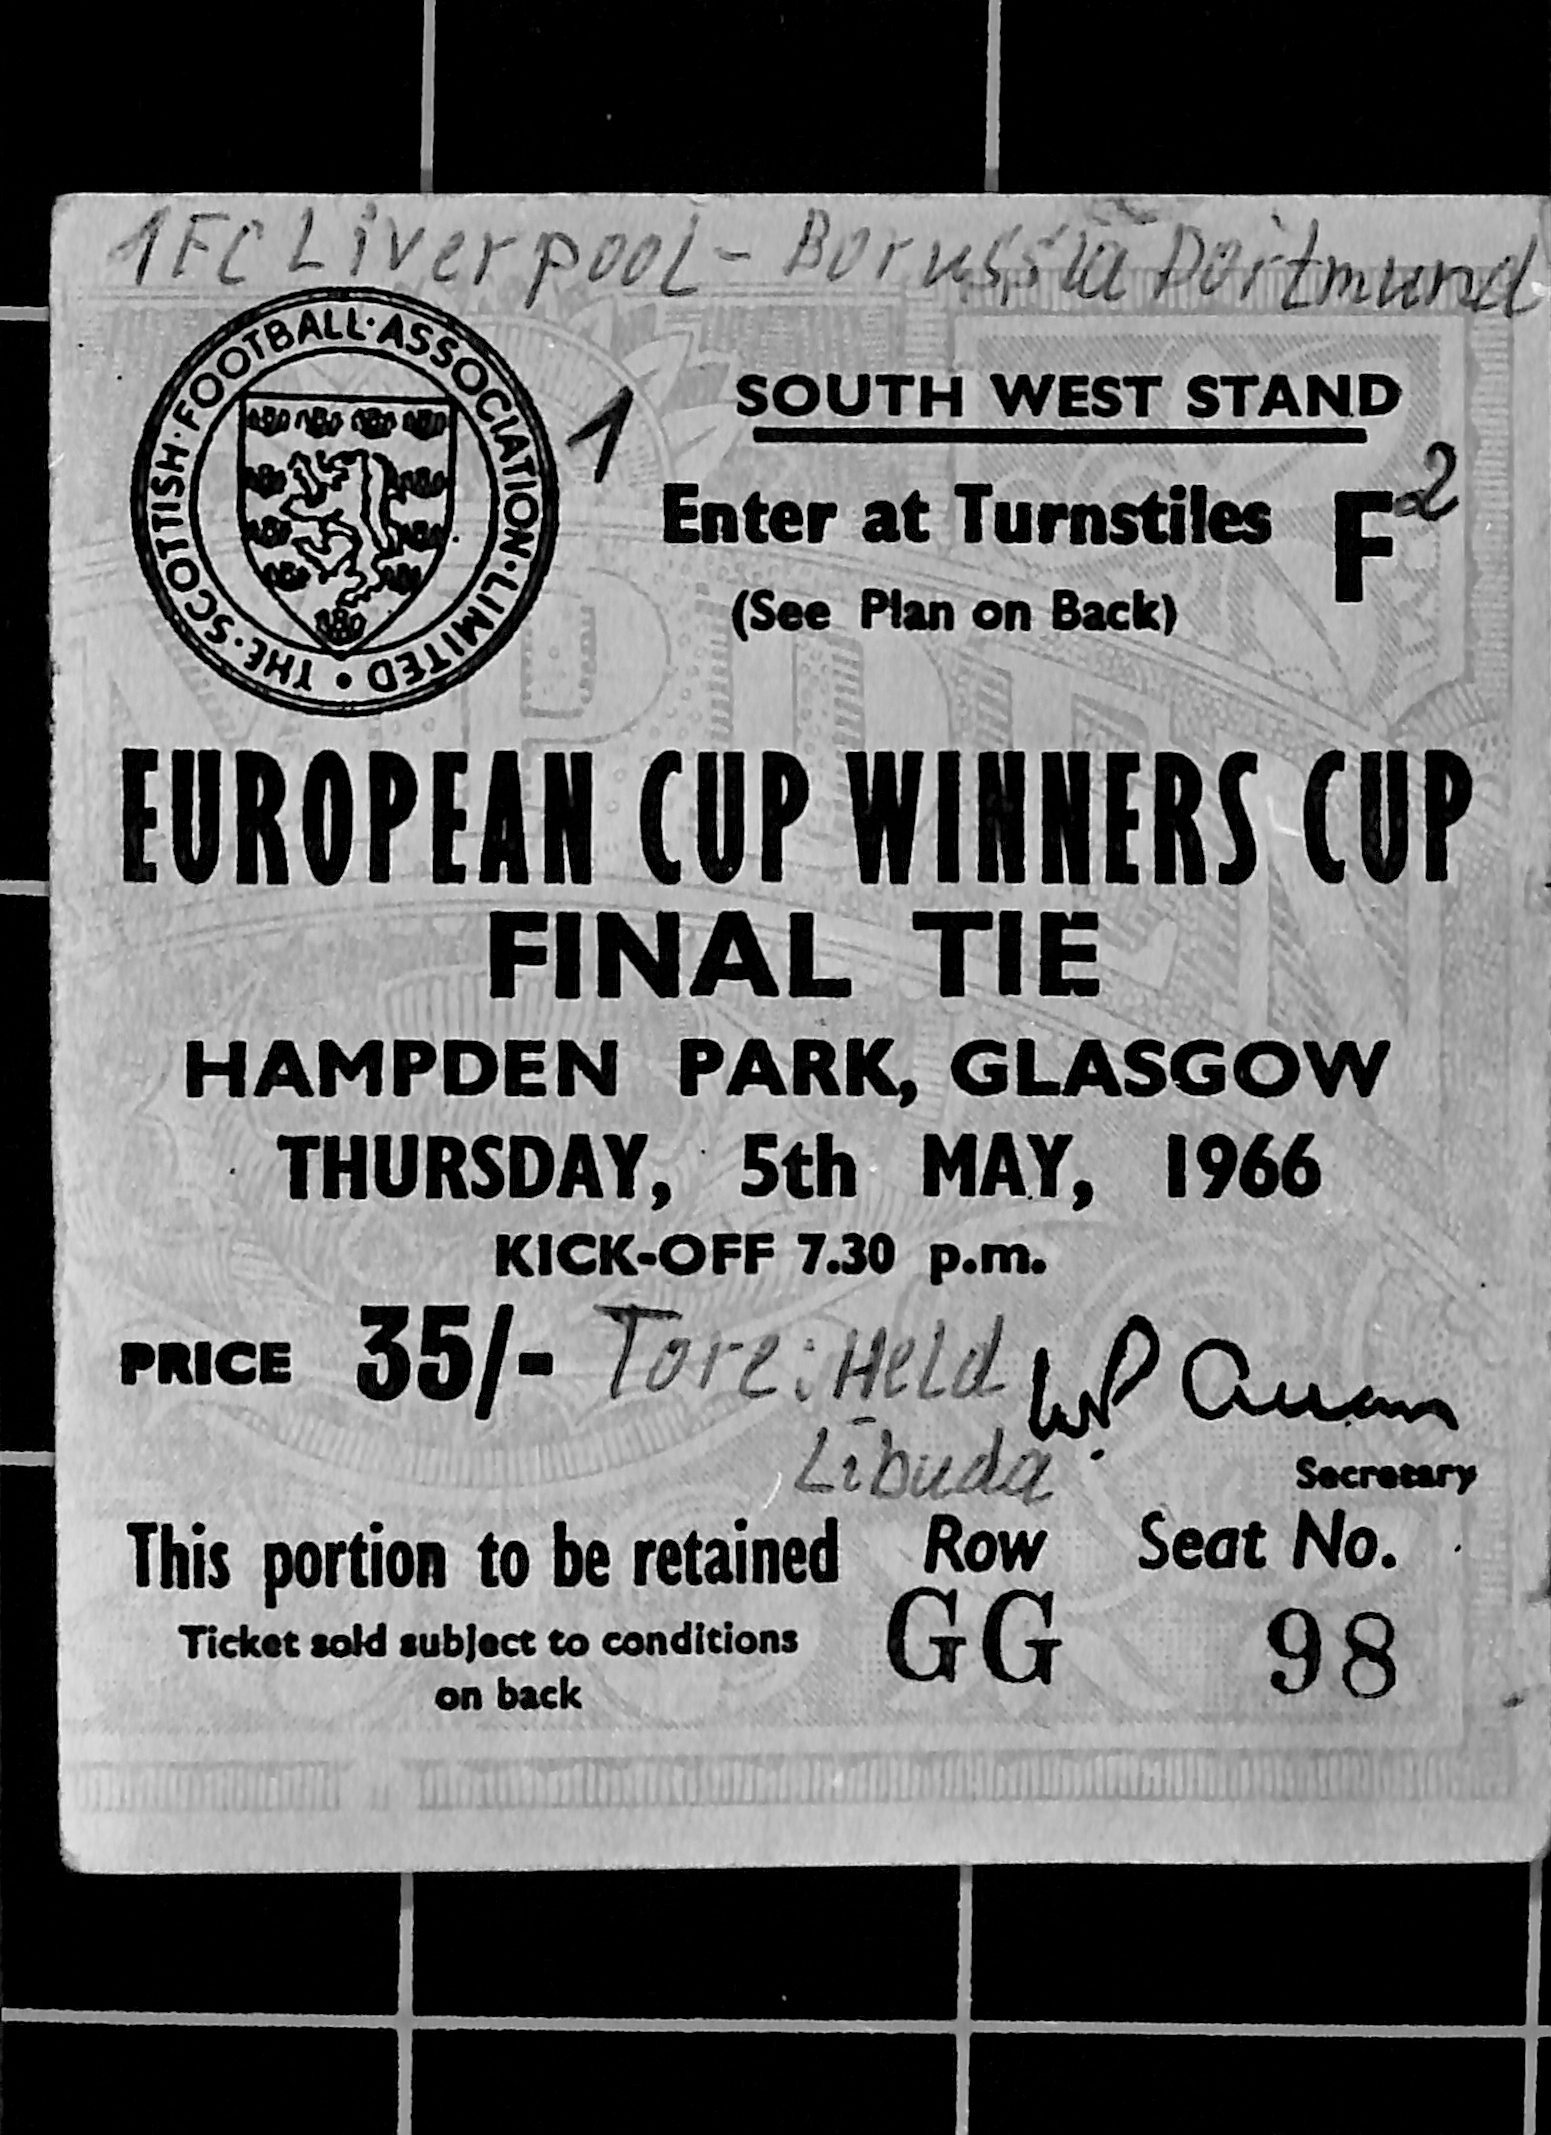 1FC Liverpool - Borussia Dortmund
THE · SCOTTISH · FOOTBALL · ASSOCIATION · LIMITED ·
1
SOUTH WEST STAND
Enter at Turnstiles F 2
(See Plan on Back)
HAMPDEN
EUROPEAN CUP WINNERS CUP
FINAL TIE
HAMPDEN PARK, GLASGOW
THURSDAY, 5th MAY, 1966
KICK-OFF 7.30 p.m.
PRICE 35/- Tore: Held
Libuda
Secretary
This portion to be retained Row Seat No.
Ticket sold subject to conditions GG 98
on back